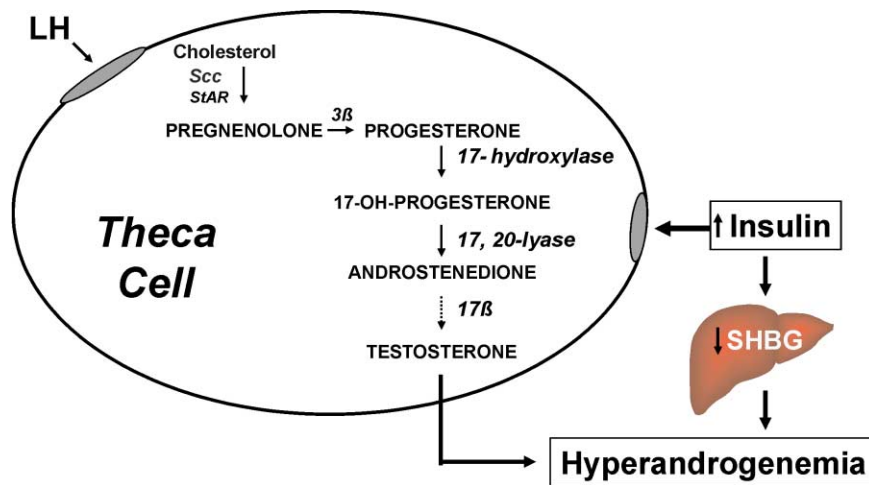 LH
Cholesterol
Scc
StAR
PREGNENOLONE
3ß
PROGESTERONE
17- hydroxylase
17-OH-PROGESTERONE
17, 20-lyase
ANDROSTENEDIONE
17ß
TESTOSTERONE
Theca
Cell
↑Insulin
↓SHBG
Hyperandrogenemia